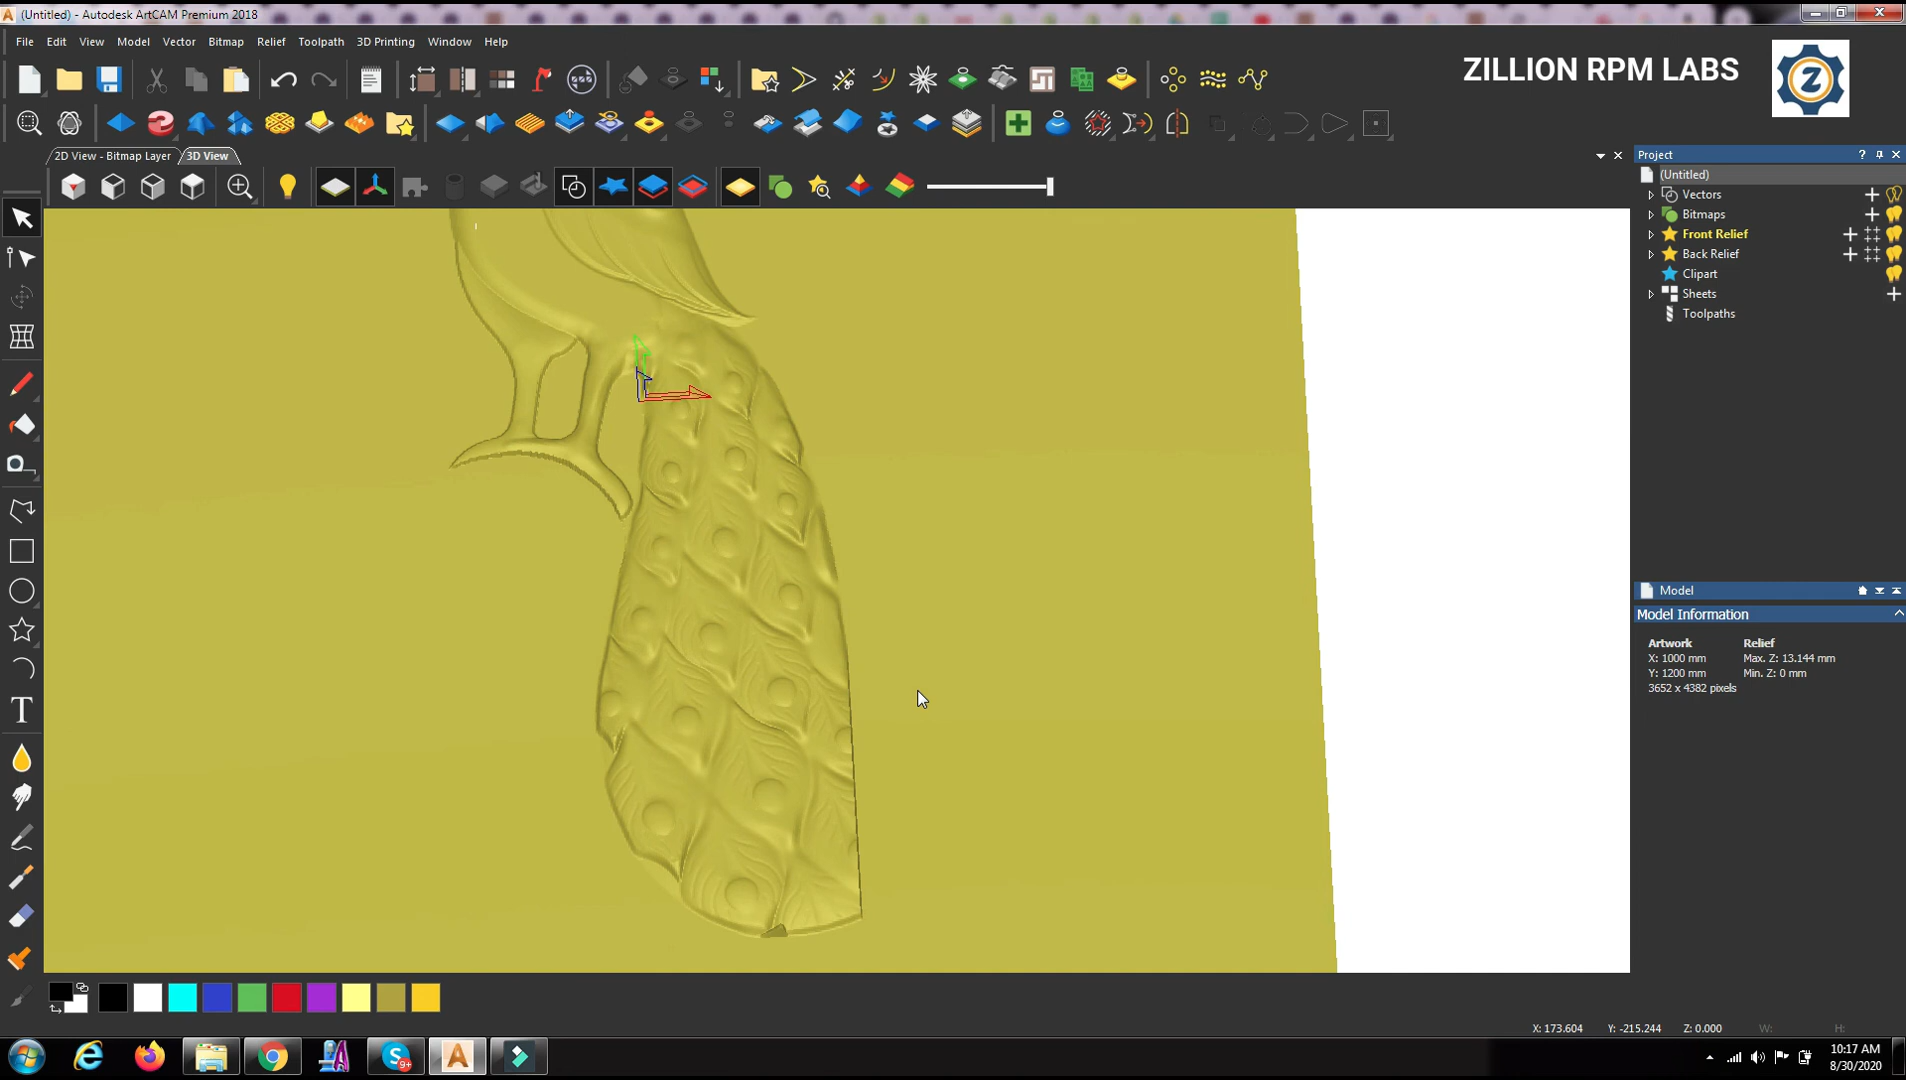 (Untitled) - Autodesk ArtCAM Premium 2018
File Edit View Model Vector Bitmap Relief Toolpath 3D Printing Window Help
ZILLION RPM LABS
Z
2D View - Bitmap Layer 3D View
Project
(Untitled)
Vectors
Bitmaps
Front Relief
Back Relief
Clipart
Sheets
Toolpaths
Model
Model Information
Artwork Relief
X: 1000 mm Max. Z: 13.144 mm
Y: 1200 mm Min. Z: 0 mm
3652 x 4382 pixels
X: 173.604 Y: -215.244 Z: 0.000 W: H:
9+
10:17 AM
8/30/2020